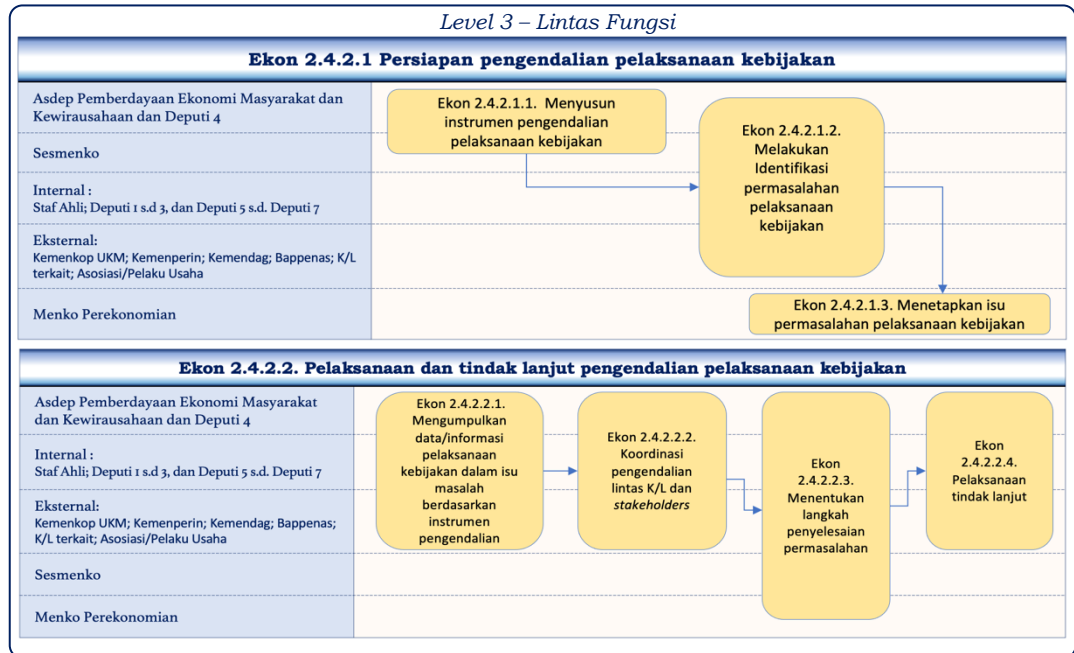 Level 3 – Lintas Fungsi
Ekon 2.4.2.1 Persiapan pengendalian pelaksanaan kebijakan
Asdep Pemberdayaan Ekonomi Masyarakat dan
Kewirausahaan dan Deputi 4
Sesmenko
Internal :
Staf Ahli; Deputi 1 s.d 3, dan Deputi 5 s.d. Deputi 7
Eksternal:
Kemenkop UKM; Kemenperin; Kemendag; Bappenas; K/L
terkait; Asosiasi/Pelaku Usaha
Menko Perekonomian
Ekon 2.4.2.1.1. Menyusun
instrumen pengendalian
pelaksanaan kebijakan
Ekon 2.4.2.1.2.
Melakukan
Identifikasi
permasalahan
pelaksanaan
kebijakan
Ekon 2.4.2.1.3. Menetapkan isu
permasalahan pelaksanaan kebijakan
Ekon 2.4.2.2. Pelaksanaan dan tindak lanjut pengendalian pelaksanaan kebijakan
Asdep Pemberdayaan Ekonomi Masyarakat
dan Kewirausahaan dan Deputi 4
Internal :
Staf Ahli; Deputi 1 s.d 3, dan Deputi 5 s.d. Deputi 7
Eksternal:
Kemenkop UKM; Kemenperin; Kemendag; Bappenas;
K/L terkait; Asosiasi/Pelaku Usaha
Sesmenko
Menko Perekonomian
Ekon 2.4.2.2.1.
Mengumpulkan
data/informasi
pelaksanaan
kebijakan dalam isu
masalah berdasarkan
instrumen
pengendalian
Ekon 2.4.2.2.2.
Koordinasi
pengendalian
lintas K/L dan
stakeholders
Ekon
2.4.2.2.3.
Menentukan
langkah
penyelesaian
permasalahan
Ekon
2.4.2.2.4.
Pelaksanaan
tindak lanjut